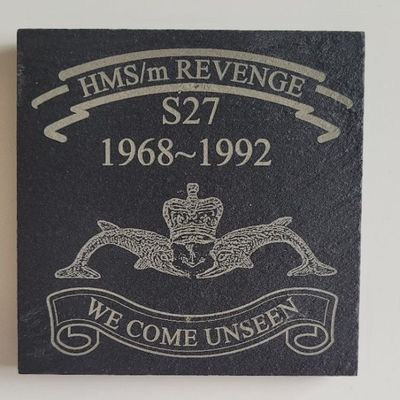 HMS/m REVENGE
S27
1968~1992
WE COME UNSEEN